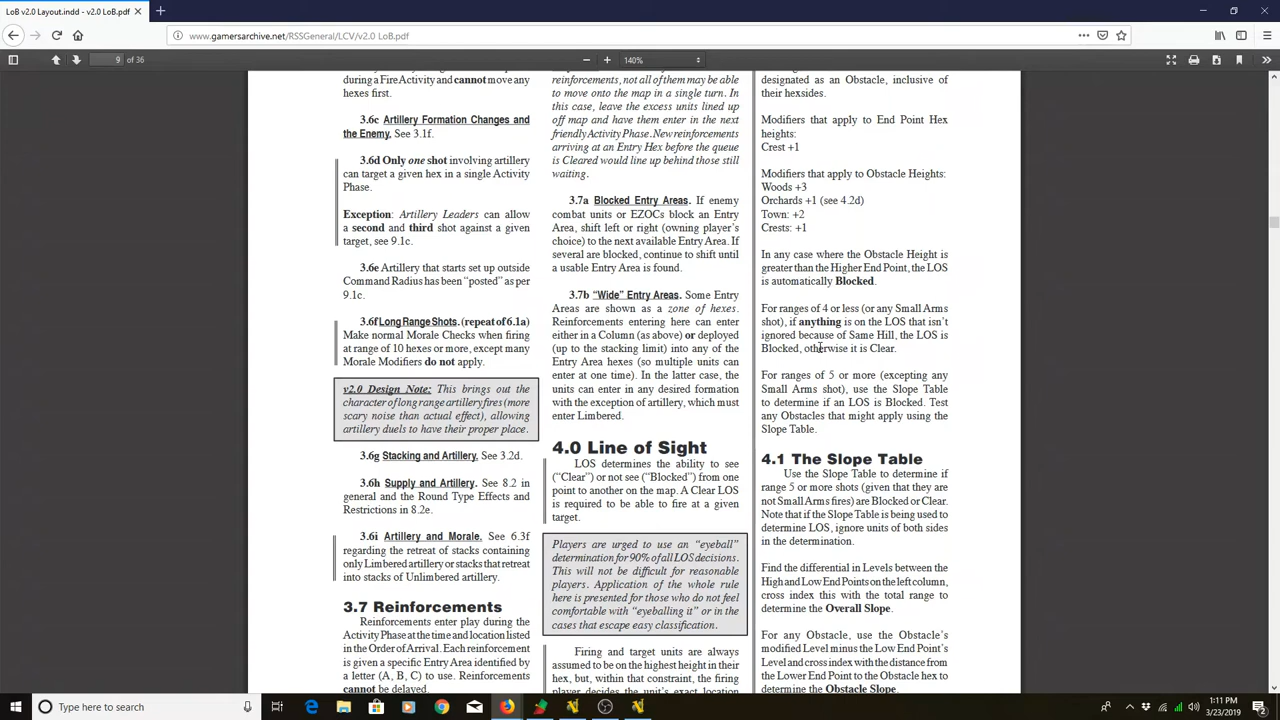 LoB v2.0 Layout.indd - v2.0 LoB.pdf
www.gamersarchive.net/RSSGeneral/LCV/v2.0 LoB.pdf
9 of 36
140%
during a Fire Activity and cannot move any
hexes first.
3.6c Artillery Formation Changes and
the Enemy. See 3.1f.
3.6d Only one shot involving artillery
can target a given hex in a single Activity
Phase.
Exception: Artillery Leaders can allow
a second and third shot against a given
target, see 9.1c.
3.6e Artillery that starts set up outside
Command Radius has been “posted” as per
9.1c.
3.6f Long Range Shots. (repeat of 6.1a)
Make normal Morale Checks when firing
at range of 10 hexes or more, except many
Morale Modifiers do not apply.
v2.0 Design Note: This brings out the
character of long range artillery fires (more
scary noise than actual effect), allowing
artillery duels to have their proper place.
3.6g Stacking and Artillery. See 3.2d.
3.6h Supply and Artillery. See 8.2 in
general and the Round Type Effects and
Restrictions in 8.2e.
3.6i Artillery and Morale. See 6.3f
regarding the retreat of stacks containing
only Limbered artillery or stacks that retreat
into stacks of Unlimbered artillery.
3.7 Reinforcements
Reinforcements enter play during the
Activity Phase at the time and location listed
in the Order of Arrival. Each reinforcement
is given a specific Entry Area identified by
a letter (A, B, C) to use. Reinforcements
cannot be delayed.
reinforcements, not all of them may be able
to move onto the map in a single turn. In
this case, leave the excess units lined up
off map and have them enter in the next
friendly Activity Phase. New reinforcements
arriving at an Entry Hex before the queue
is Cleared would line up behind those still
waiting.
3.7a Blocked Entry Areas. If enemy
combat units or EZOCs block an Entry
Area, shift left or right (owning player’s
choice) to the next available Entry Area. If
several are blocked, continue to shift until
a usable Entry Area is found.
3.7b “Wide” Entry Areas. Some Entry
Areas are shown as a zone of hexes.
Reinforcements entering here can enter
either in a Column (as above) or deployed
(up to the stacking limit) into any of the
Entry Area hexes (so multiple units can
enter at one time). In the latter case, the
units can enter in any desired formation
with the exception of artillery, which must
enter Limbered.
4.0 Line of Sight
LOS determines the ability to see
(“Clear”) or not see (“Blocked”) from one
point to another on the map. A Clear LOS
is required to be able to fire at a given
target.
Players are urged to use an “eyeball”
determination for 90% of all LOS decisions.
This will not be difficult for reasonable
players. Application of the whole rule
here is presented for those who do not feel
comfortable with “eyeballing it” or in the
cases that escape easy classification.
Firing and target units are always
assumed to be on the highest height in their
hex, but, within that constraint, the firing
player decides the unit’s exact location
designated as an Obstacle, inclusive of
their hexsides.
Modifiers that apply to End Point Hex
heights:
Crest +1
Modifiers that apply to Obstacle Heights:
Woods +3
Orchards +1 (see 4.2d)
Town: +2
Crests: +1
In any case where the Obstacle Height is
greater than the Higher End Point, the LOS
is automatically Blocked.
For ranges of 4 or less (or any Small Arms
shot), if anything is on the LOS that isn’t
ignored because of Same Hill, the LOS is
Blocked, otherwise it is Clear.
For ranges of 5 or more (excepting any
Small Arms shot), use the Slope Table
to determine if an LOS is Blocked. Test
any Obstacles that might apply using the
Slope Table.
4.1 The Slope Table
Use the Slope Table to determine if
range 5 or more shots (given that they are
not Small Arms fires) are Blocked or Clear.
Note that if the Slope Table is being used to
determine LOS, ignore units of both sides
in the determination.
Find the differential in Levels between the
High and Low End Points on the left column,
cross index this with the total range to
determine the Overall Slope.
For any Obstacle, use the Obstacle’s
modified Level minus the Low End Point’s
Level and cross index with the distance from
the Lower End Point to the Obstacle hex to
determine the Obstacle Slope.
Type here to search
1:11 PM
3/23/2019